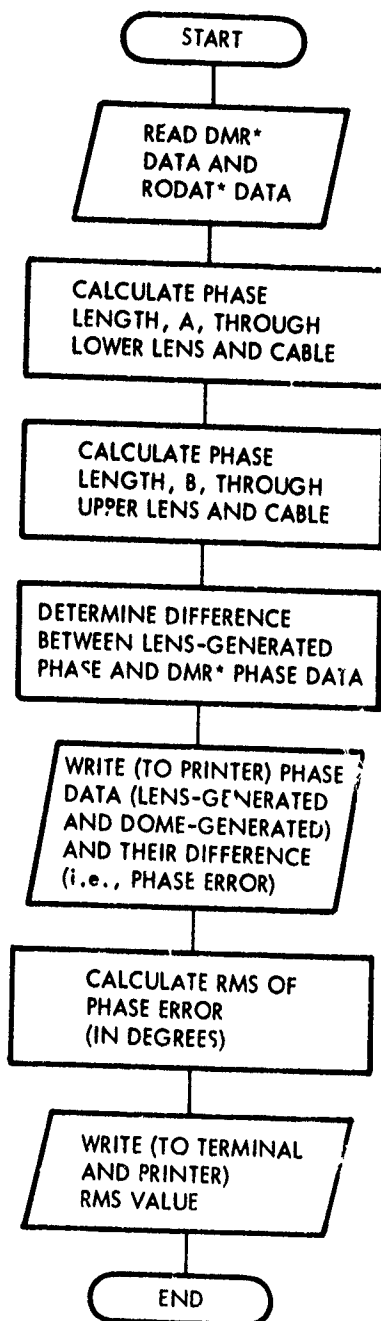 START
READ DMR*
DATA AND
RODAT* DATA
CALCULATE PHASE
LENGTH, A, THROUGH
LOWER LENS AND CABLE
CALCULATE PHASE
LENGTH, B, THROUGH
UPPER LENS AND CABLE
DETERMINE DIFFERENCE
BETWEEN LENS-GENERATED
PHASE AND DMR* PHASE DATA
WRITE (TO PRINTER) PHASE
DATA (LENS-GENERATED
AND DOME-GENERATED)
AND THEIR DIFFERENCE
(i.e., PHASE ERROR)
CALCULATE RMS OF
PHASE ERROR
(IN DEGREES)
WRITE (TO TERMINAL
AND PRINTER)
RMS VALUE
END